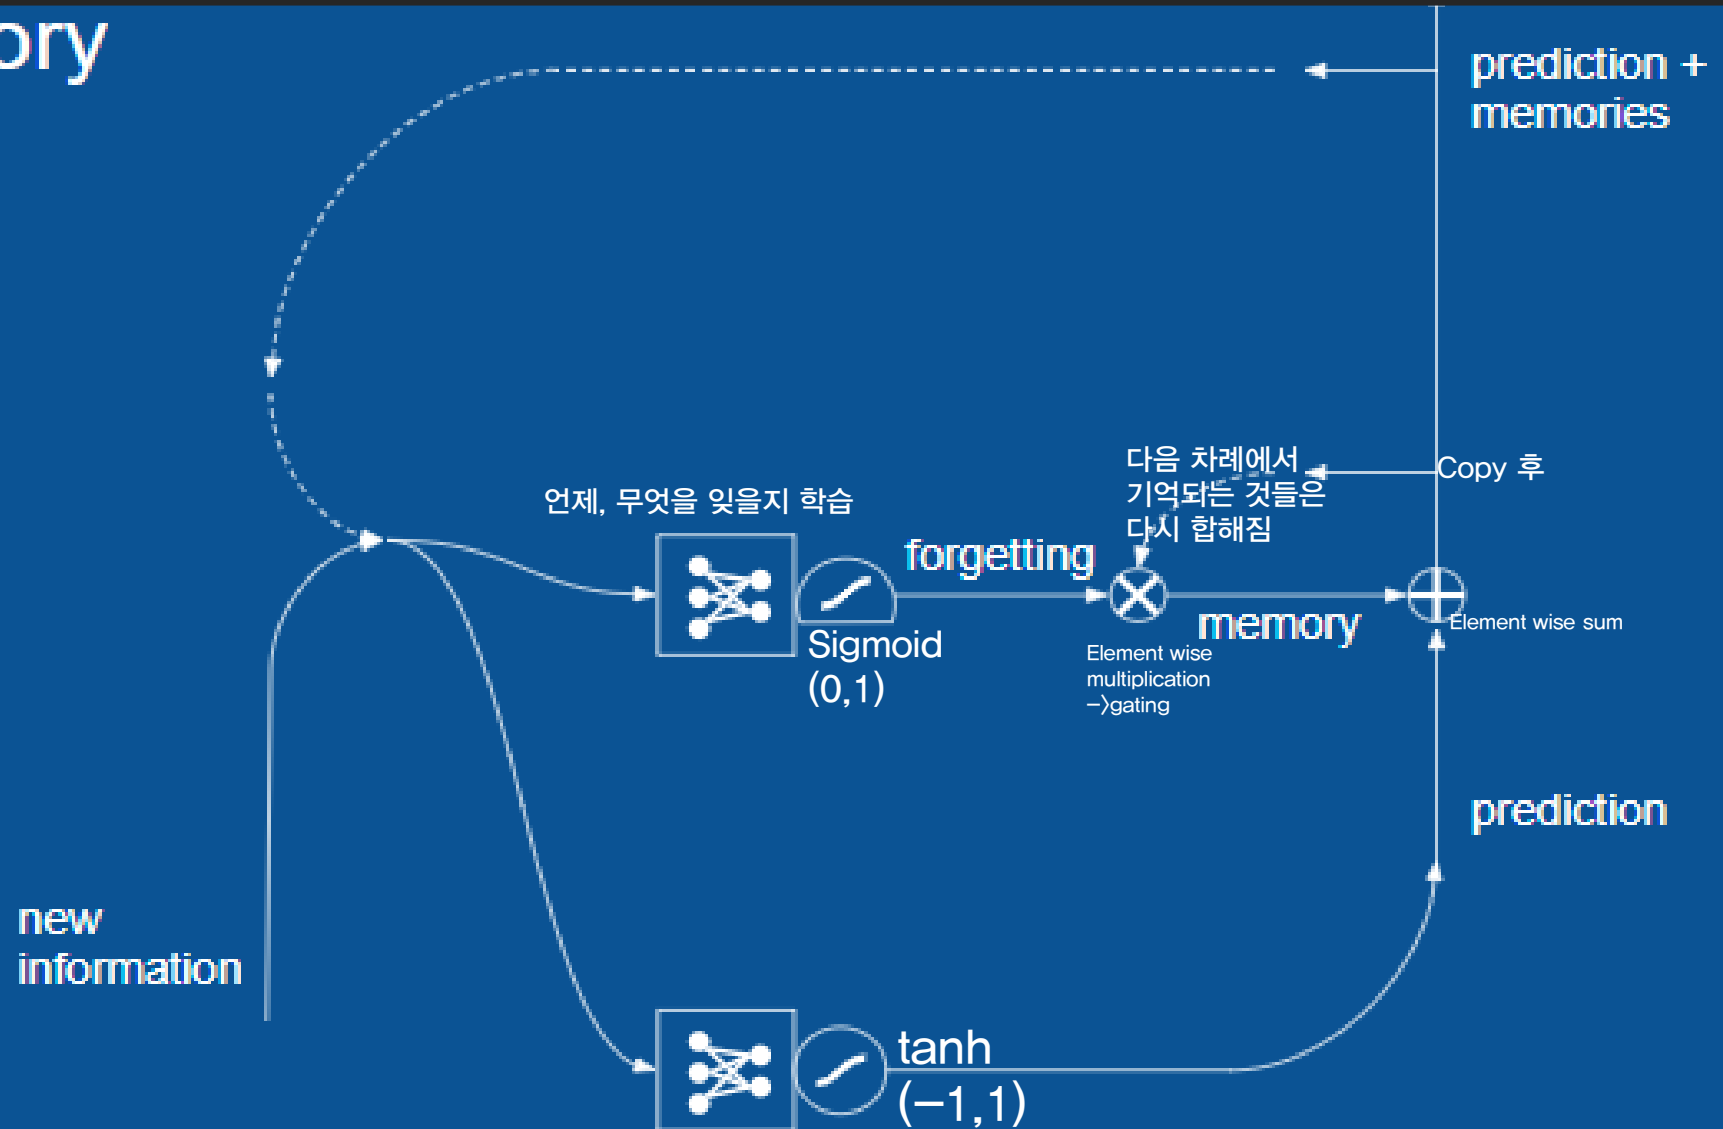 ory
prediction +
memories
다음 차례에서
기억되는 것들은
다시 합해짐
Copy 후
언제, 무엇을 잊을지 학습
forgetting
memory
Element wise sum
Sigmoid
(0,1)
Element wise
multiplication
->gating
prediction
new
information
tanh
(-1,1)